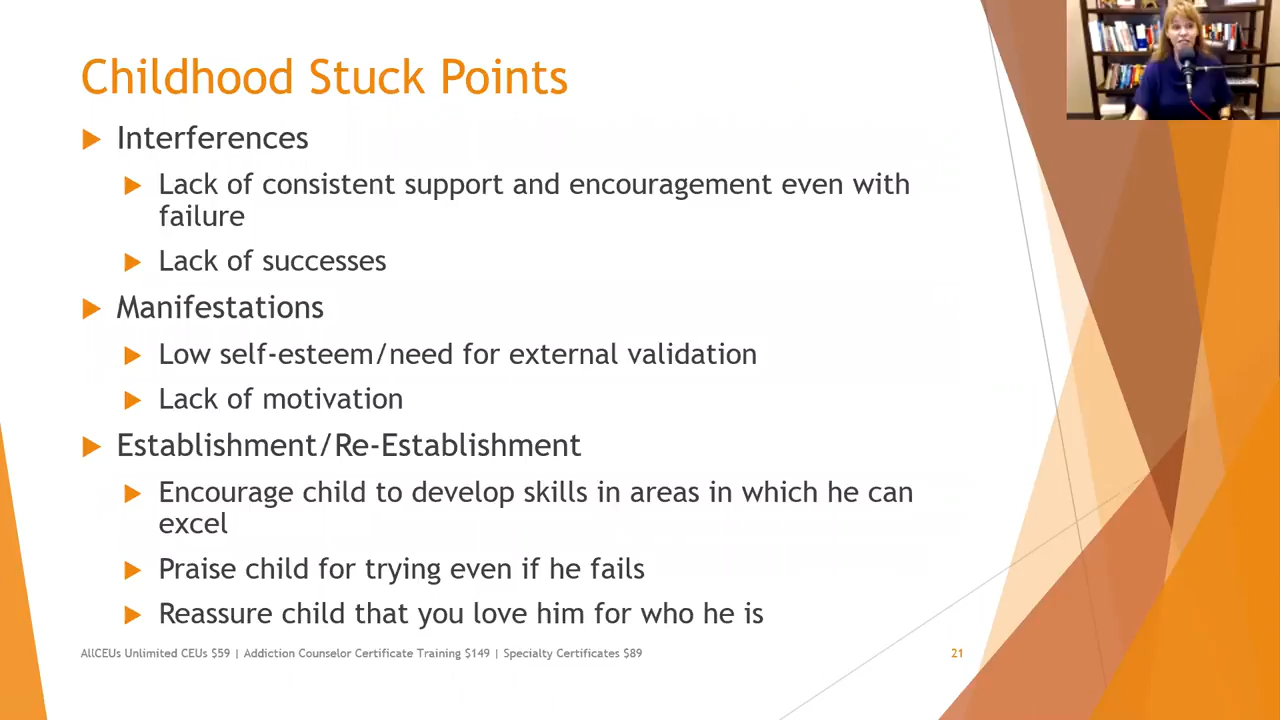 Childhood Stuck Points
Interferences
Lack of consistent support and encouragement even with
failure
Lack of successes
Manifestations
Low self-esteem/need for external validation
Lack of motivation
Establishment/Re-Establishment
Encourage child to develop skills in areas in which he can
excel
Praise child for trying even if he fails
Reassure child that you love him for who he is
AllCEUs Unlimited CEUs $59 | Addiction Counselor Certificate Training $149 | Specialty Certificates $89
21